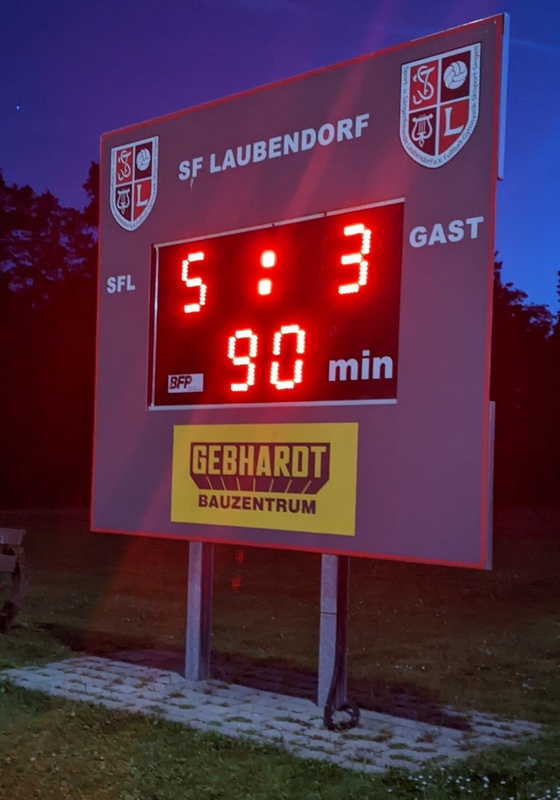 SF LAUBENDORF
SFL
GAST
5 : 3
90 min
BFP
GEBHARDT
BAUZENTRUM
L
L